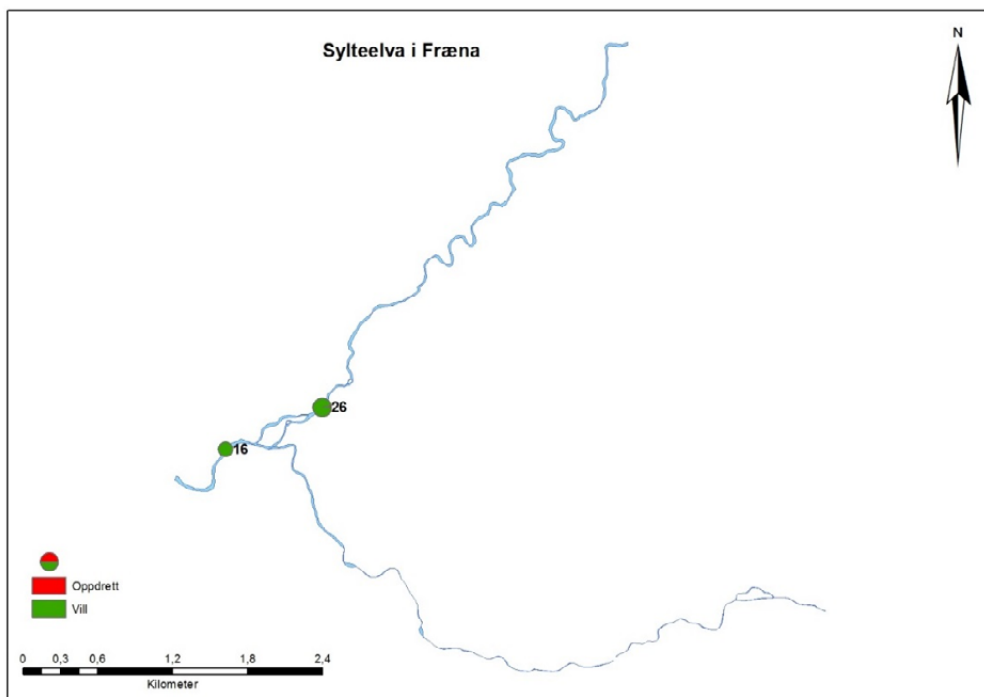 Sylteelva i Fræna
N
26
16
Oppdrett
Vill
0 0,3 0,6 1,2 1,8 2,4
Kilometer